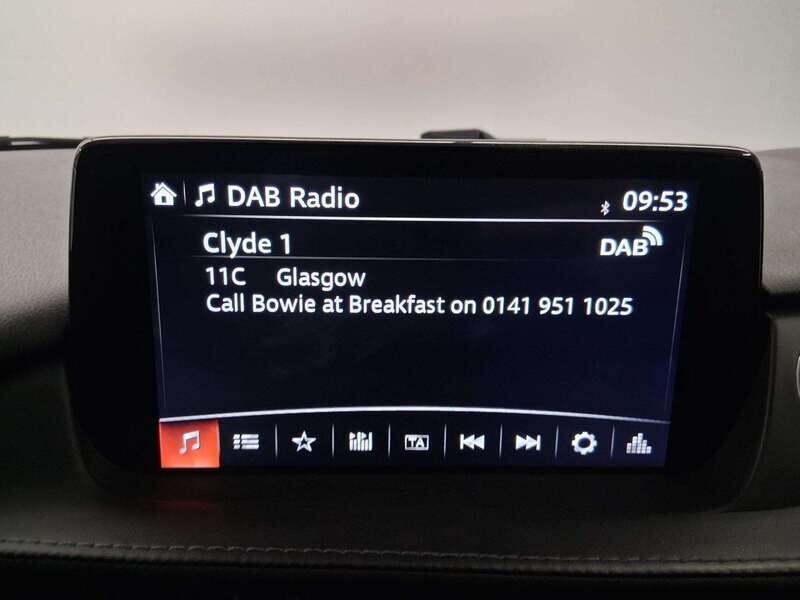 DAB Radio 09:53
Clyde 1 DAB
11C Glasgow
Call Bowie at Breakfast on 0141 951 1025
TA